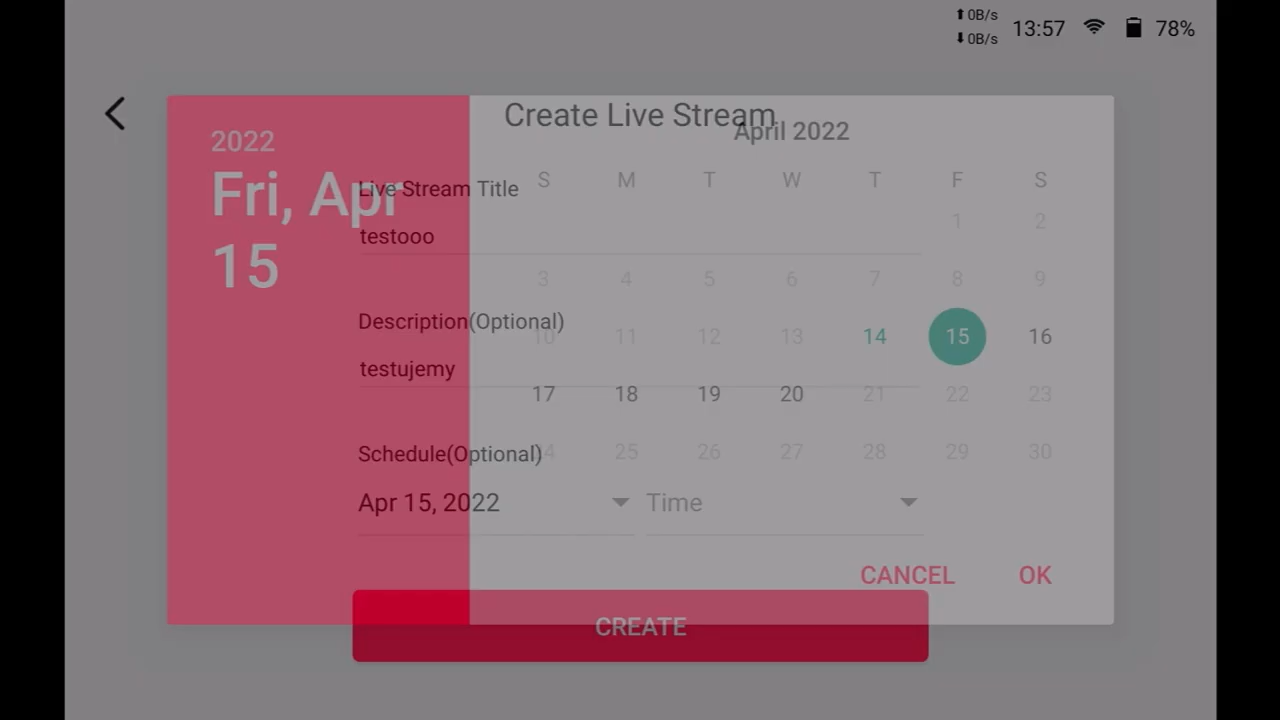 0B/s
0B/s
13:57
78%
Create Live Stream
April 2022
2022
Fri, Apr
15
S M T W T F S
1 2
3 4 5 6 7 8 9
10 11 12 13 14 15 16
17 18 19 20 21 22 23
24 25 26 27 28 29 30
Live Stream Title
testooo
Description(Optional)
testujemy
Schedule(Optional)
Apr 15, 2022
Time
CANCEL OK
CREATE